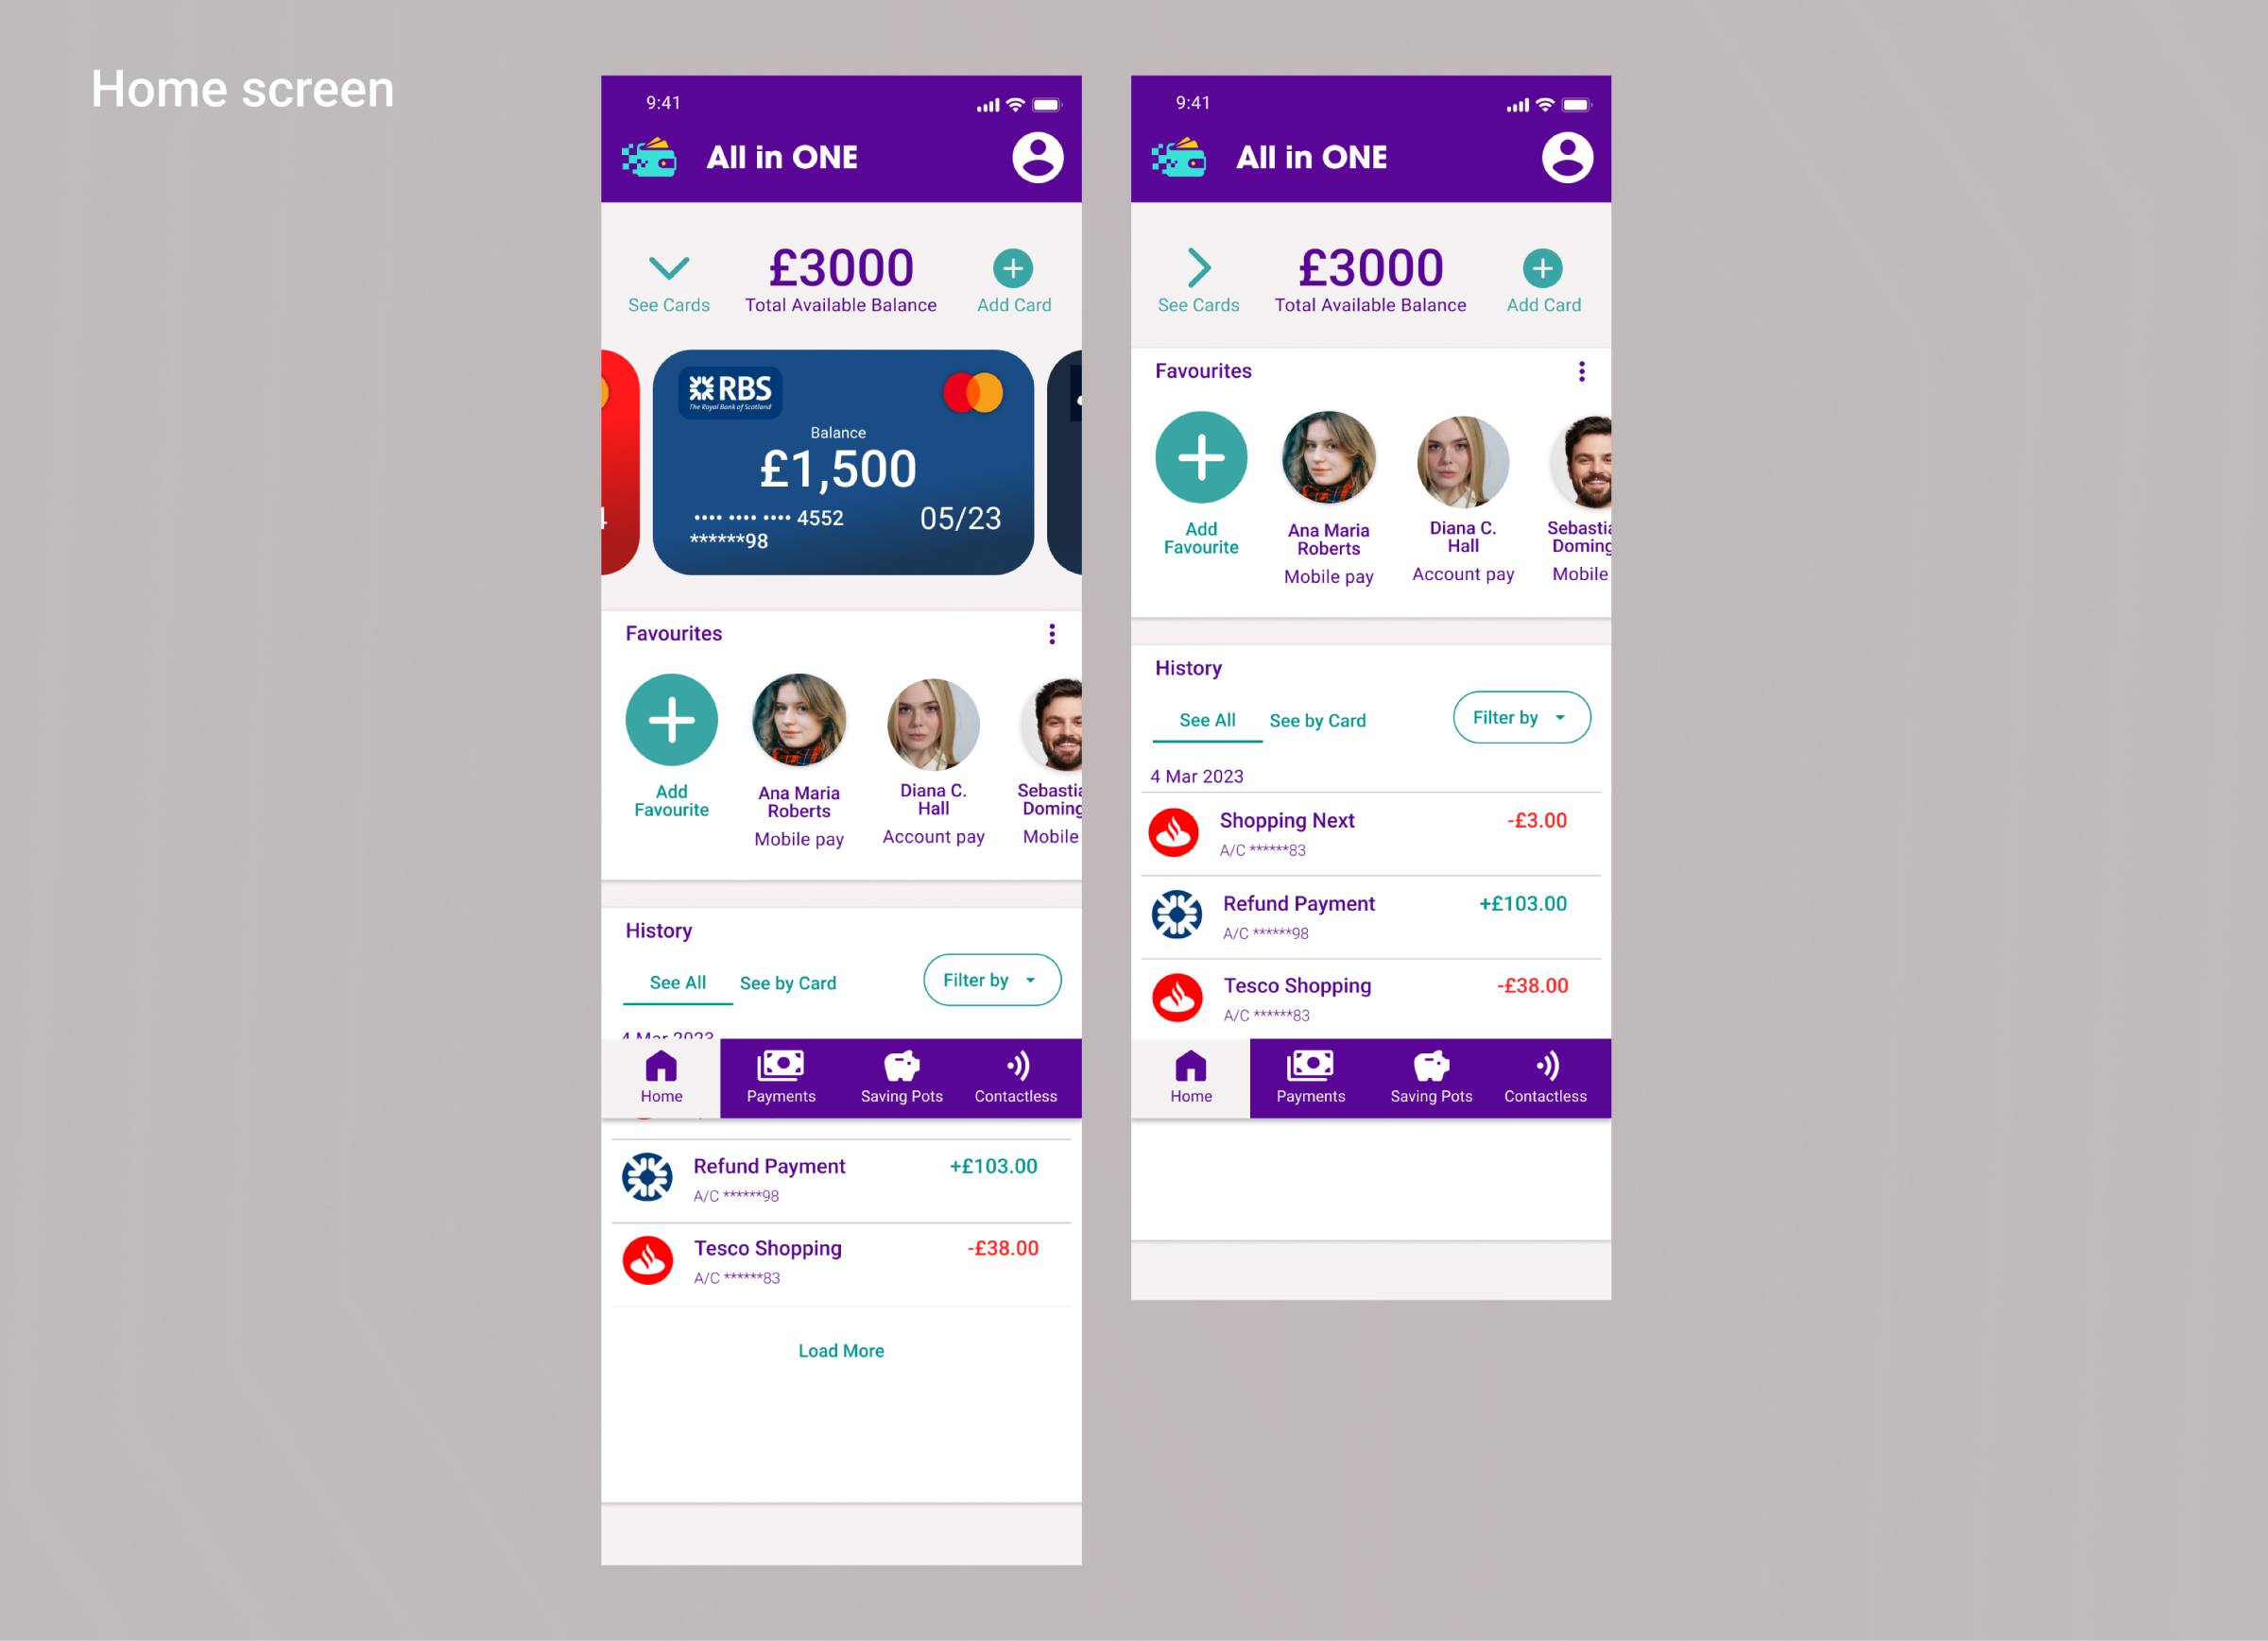 Home screen
9:41
All in ONE
£3000
See Cards
Total Available Balance
Add Card
RBS
The Royal Bank of Scotland
Balance
£1,500
•••• •••• •••• 4552
05/23
******98
Favourites
Add
Favourite
Ana Maria
Roberts
Mobile pay
Diana C.
Hall
Account pay
Sebastia
Doming
Mobile
History
See All
See by Card
Filter by
4 Mar 2023
Home
Payments
Saving Pots
Contactless
Refund Payment
+£103.00
A/C ******98
Tesco Shopping
-£38.00
A/C ******83
Load More
9:41
All in ONE
£3000
See Cards
Total Available Balance
Add Card
Favourites
Add
Favourite
Ana Maria
Roberts
Mobile pay
Diana C.
Hall
Account pay
Sebastia
Doming
Mobile
History
See All
See by Card
Filter by
4 Mar 2023
Shopping Next
-£3.00
A/C ******83
Refund Payment
+£103.00
A/C ******98
Tesco Shopping
-£38.00
A/C ******83
Home
Payments
Saving Pots
Contactless